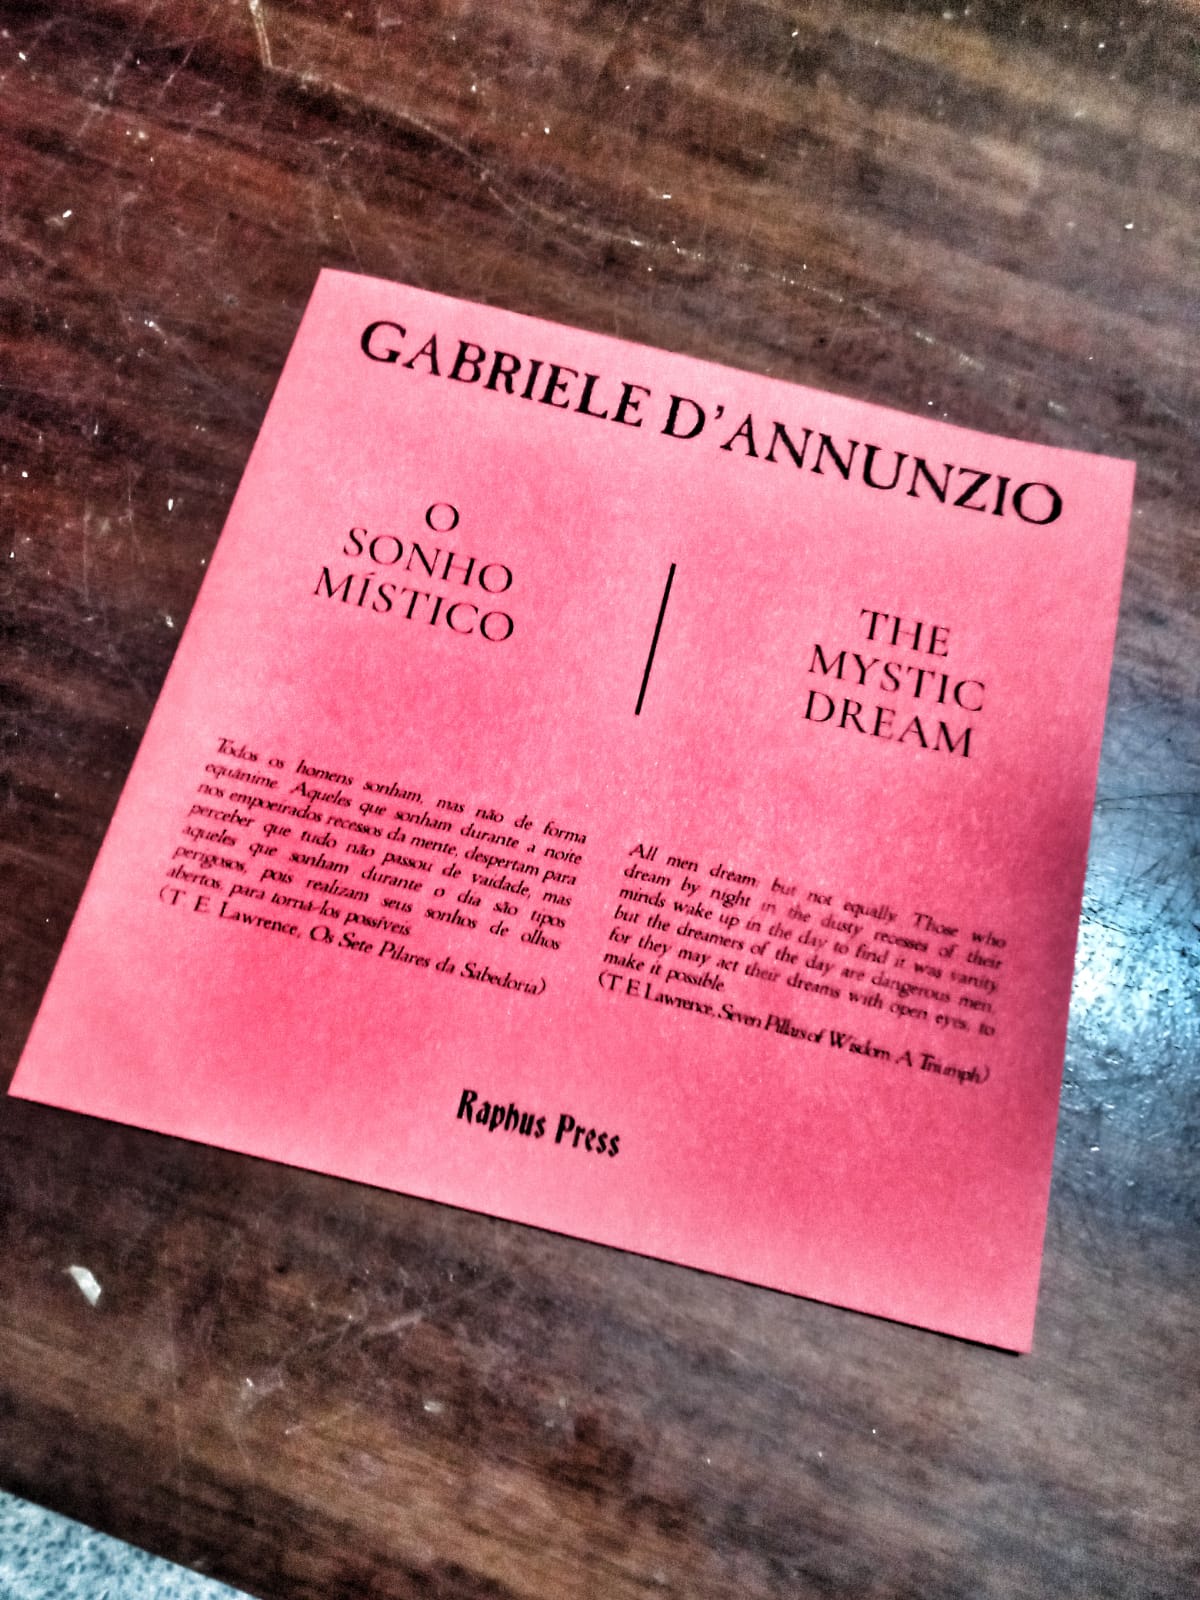 GABRIELE D'ANNUNZIO
O
SONHO
MÍSTICO
Todos os homens sonham, mas não de forma
equânime. Aqueles que sonham durante a noite
nos empoeirados recessos da mente, despertam para
perceber que tudo não passou de vaidade, mas
aqueles que sonham durante o dia são tipos
perigosos, pois realizam seus sonhos de olhos
abertos, para torná-los possíveis.
(T. E. Lawrence, Os Sete Pilares da Sabedoria)
THE
MYSTIC
DREAM
All men dream: but not equally. Those who
dream by night in the dusty recesses of their
minds wake up in the day to find it was vanity,
but the dreamers of the day are dangerous men,
for they may act their dreams with open eyes, to
make it possible.
(T. E. Lawrence, Seven Pillars of Wisdom: A Triumph)
Raphus Press